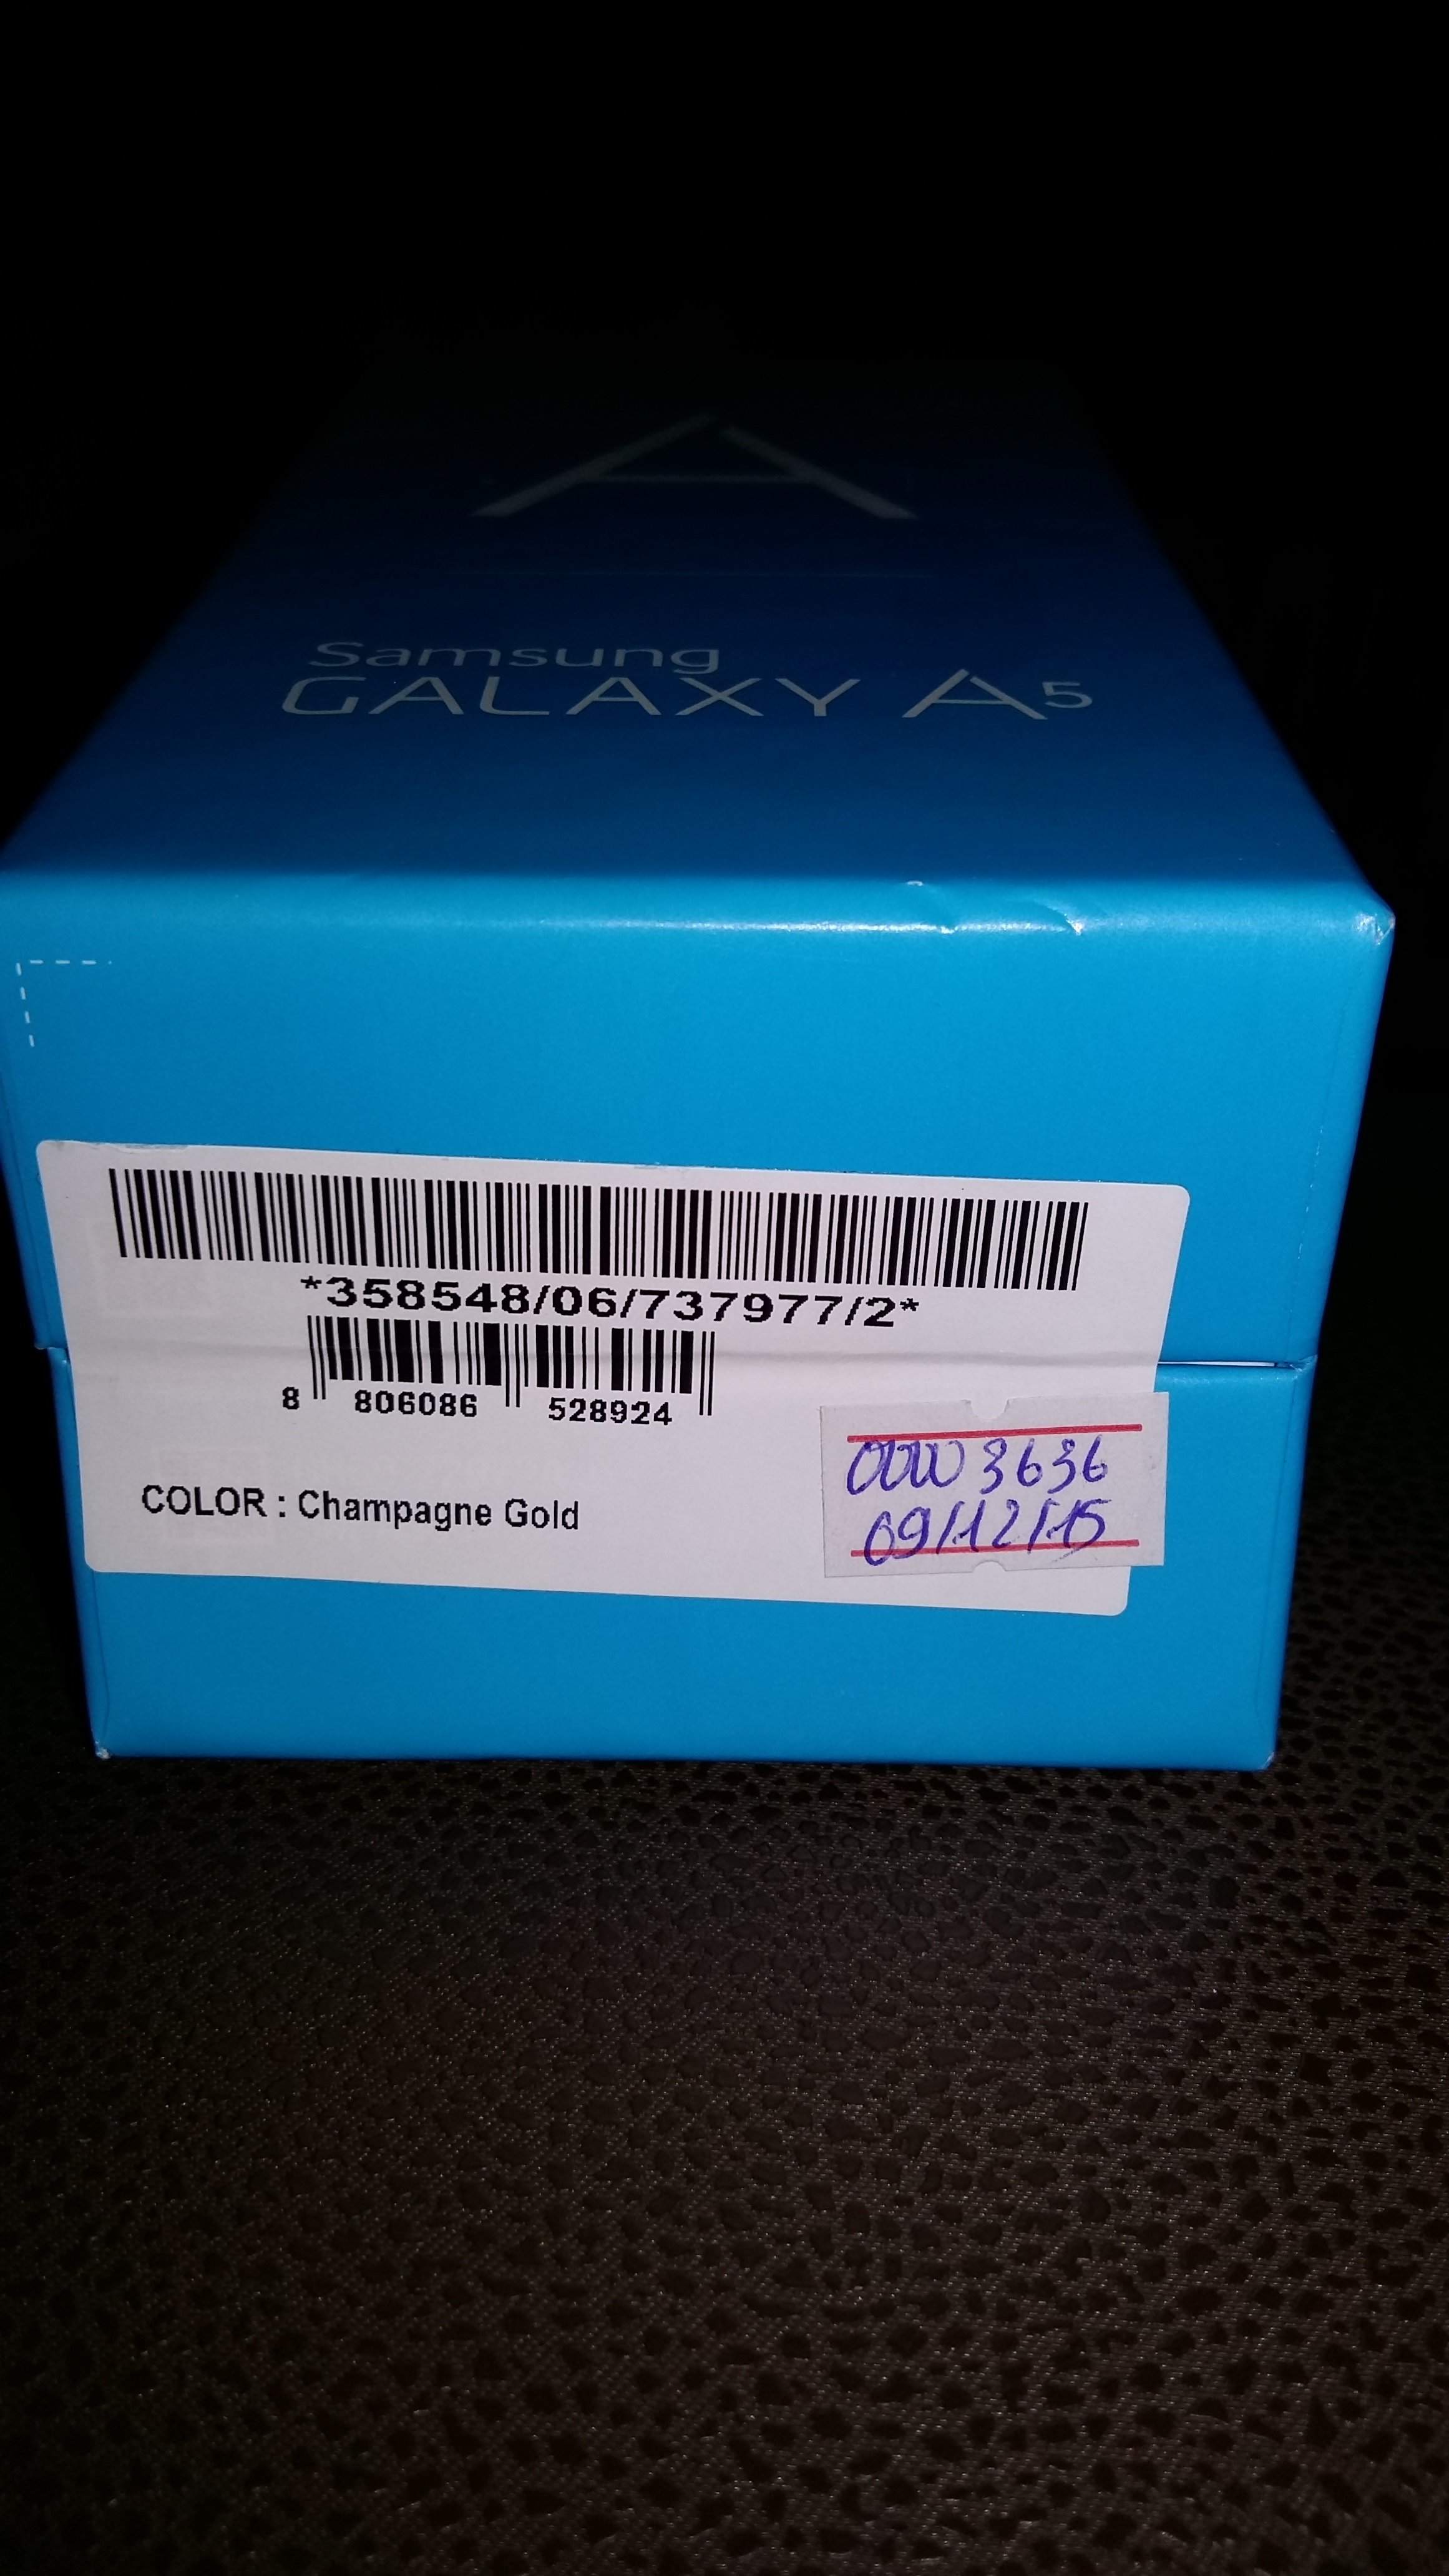 A
Samsung
GALAXY A5
*358548/06/737977/2*
8 806086 528924
COLOR : Champagne Gold
0000 3636
09/12/15